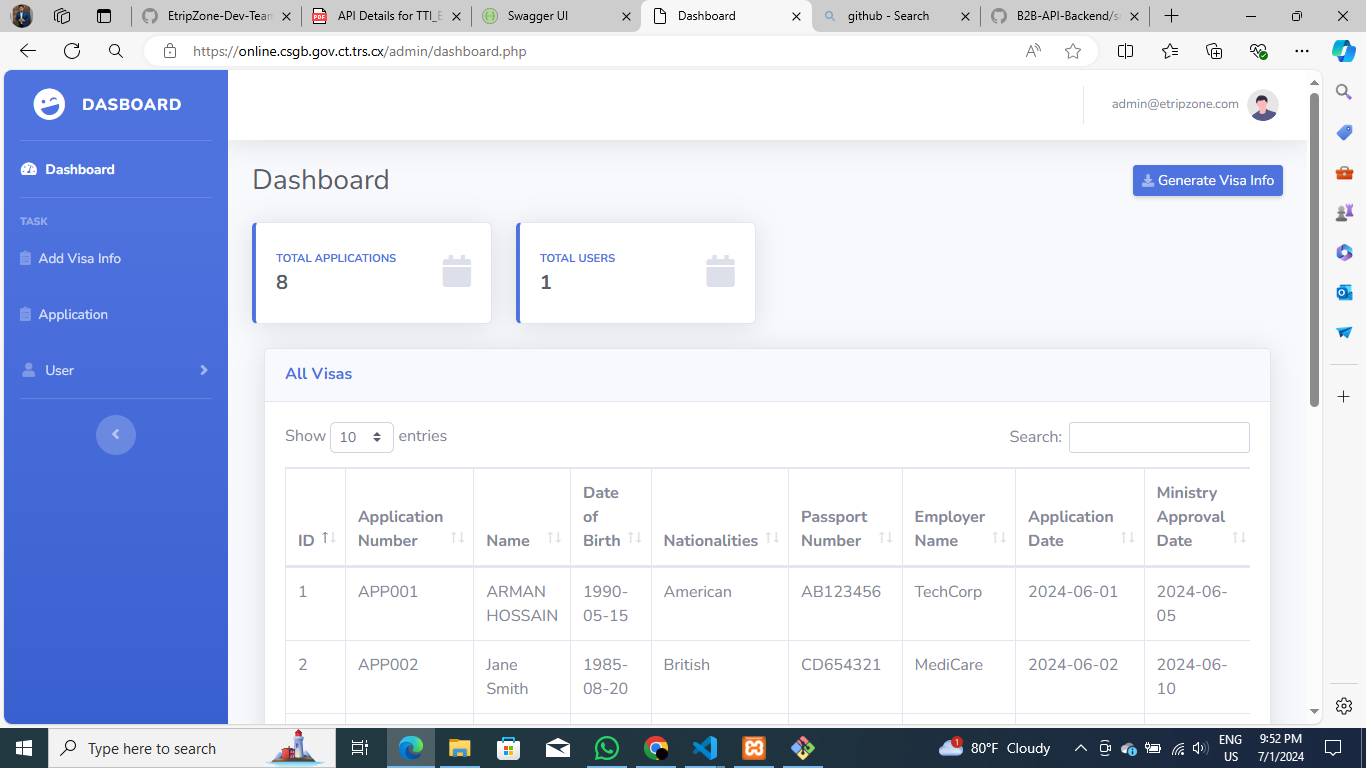 EtripZone-Dev-Team
API Details for TTI_E
Swagger UI
Dashboard
github - Search
B2B-API-Backend/sr
https://online.csgb.gov.ct.trs.cx/admin/dashboard.php
DASBOARD
admin@etripzone.com
Dashboard
TASK
Add Visa Info
Application
User
Dashboard
Generate Visa Info
TOTAL APPLICATIONS
8
TOTAL USERS
1
All Visas
Show 10 entries
Search:
ID
Application Number
Name
Date of Birth
Nationalities
Passport Number
Employer Name
Application Date
Ministry Approval Date
1 APP001 ARMAN HOSSAIN 1990-05-15 American AB123456 TechCorp 2024-06-01 2024-06-05
2 APP002 Jane Smith 1985-08-20 British CD654321 MediCare 2024-06-02 2024-06-10
Type here to search
80°F Cloudy
ENG
US
9:52 PM
7/1/2024